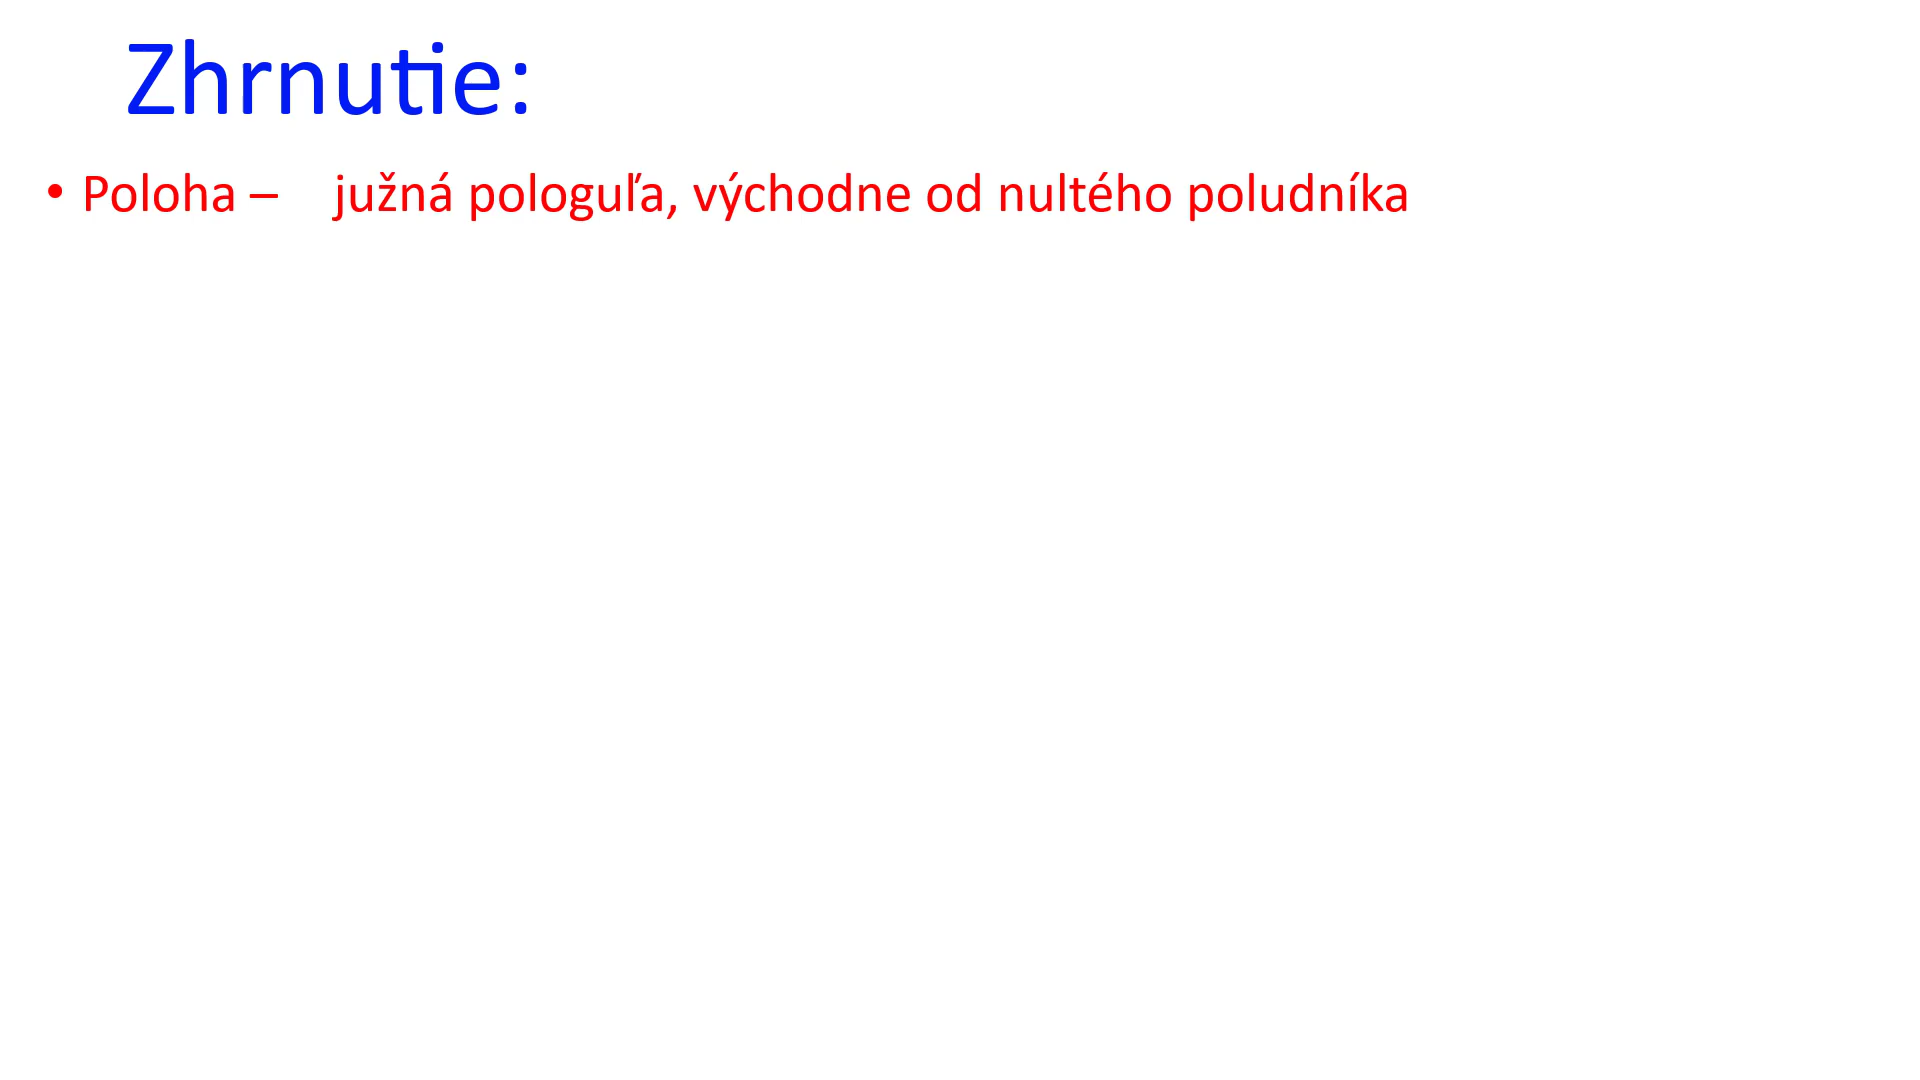 Zhrnutie:
• Poloha – južná pologuľa, východne od nultého poludníka